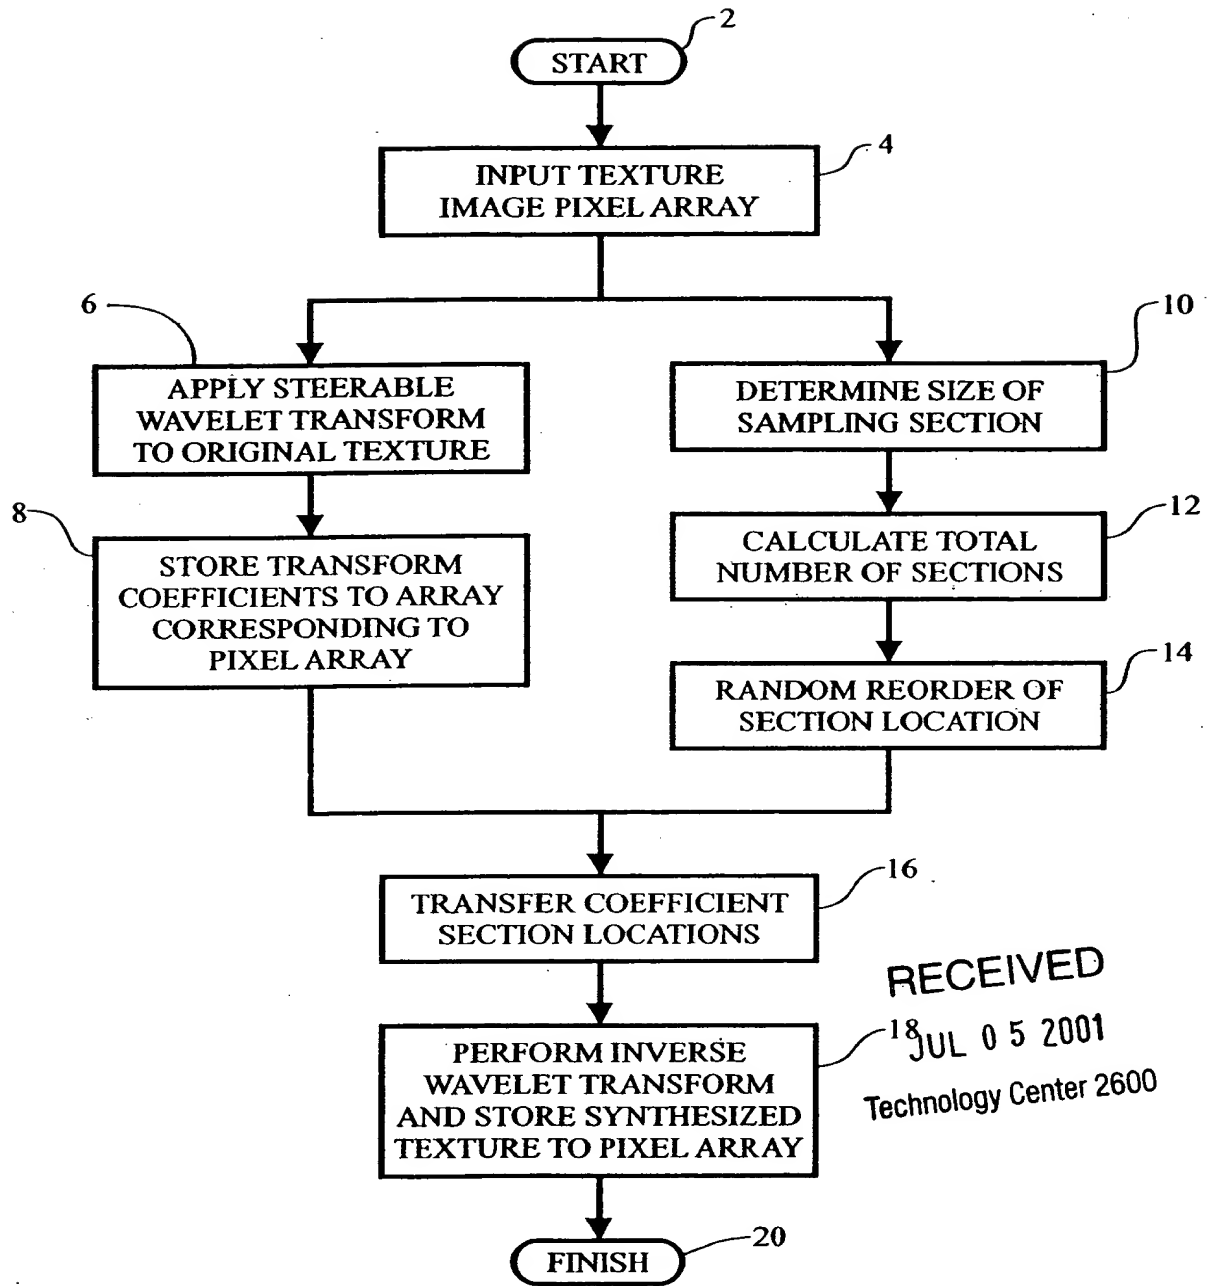 2
START
4
INPUT TEXTURE
IMAGE PIXEL ARRAY
6
APPLY STEERABLE
WAVELET TRANSFORM
TO ORIGINAL TEXTURE
8
STORE TRANSFORM
COEFFICIENTS TO ARRAY
CORRESPONDING TO
PIXEL ARRAY
10
DETERMINE SIZE OF
SAMPLING SECTION
12
CALCULATE TOTAL
NUMBER OF SECTIONS
14
RANDOM REORDER OF
SECTION LOCATION
16
TRANSFER COEFFICIENT
SECTION LOCATIONS
18
PERFORM INVERSE
WAVELET TRANSFORM
AND STORE SYNTHESIZED
TEXTURE TO PIXEL ARRAY
RECEIVED
JUL 05 2001
Technology Center 2600
20
FINISH